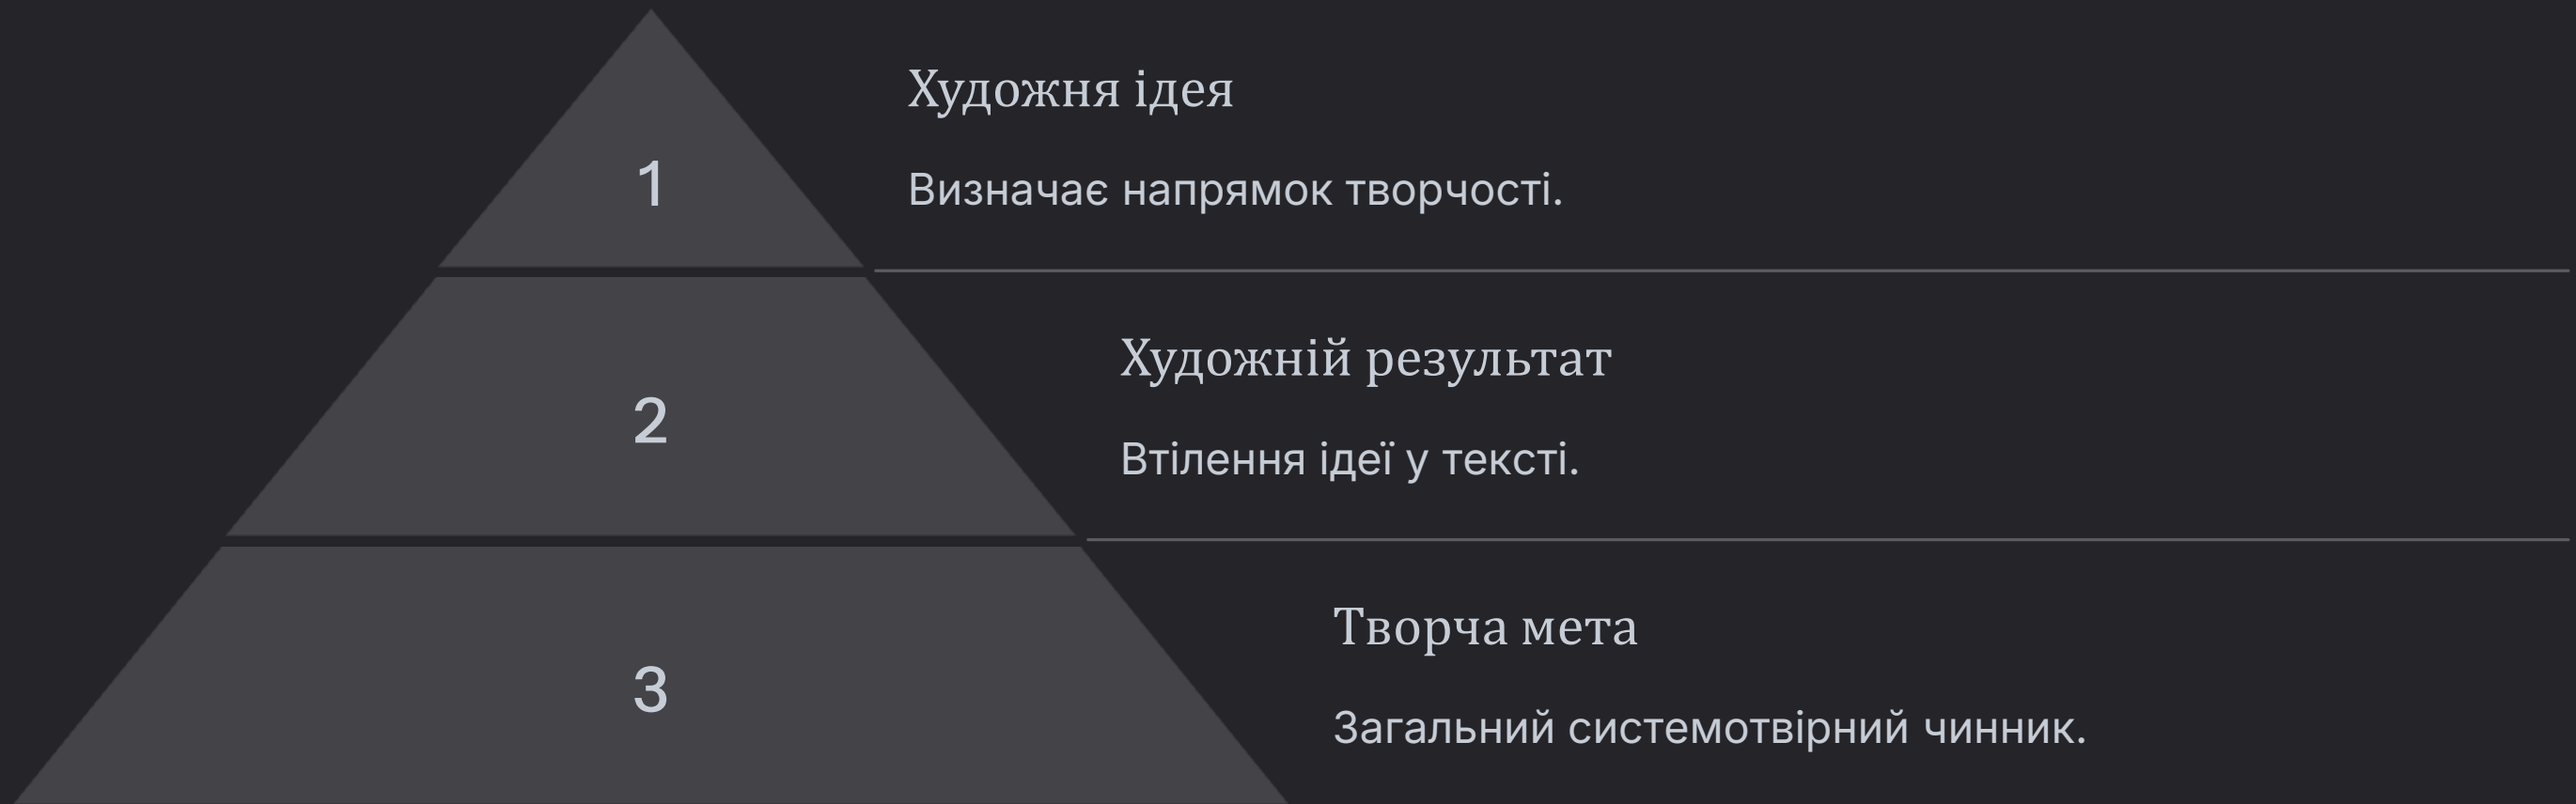 1
Художня ідея
Визначає напрямок творчості.
2
Художній результат
Втілення ідеї у тексті.
3
Творча мета
Загальний системотвірний чинник.